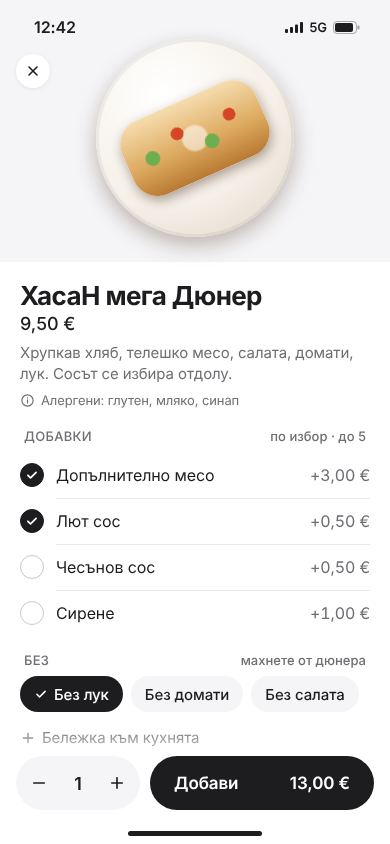 12:42
5G
ХасаН мега Дюнер
9,50 €
Хрупкав хляб, телешко месо, салата, домати,
лук. Сосът се избира отдолу.
Алергени: глутен, мляко, синап
ДОБАВКИ по избор · до 5
Допълнително месо +3,00 €
Лют сос +0,50 €
Чесънов сос +0,50 €
Сирене +1,00 €
БЕЗ махнете от дюнера
Без лук Без домати Без салата
+ Бележка към кухнята
− 1 + Добави 13,00 €